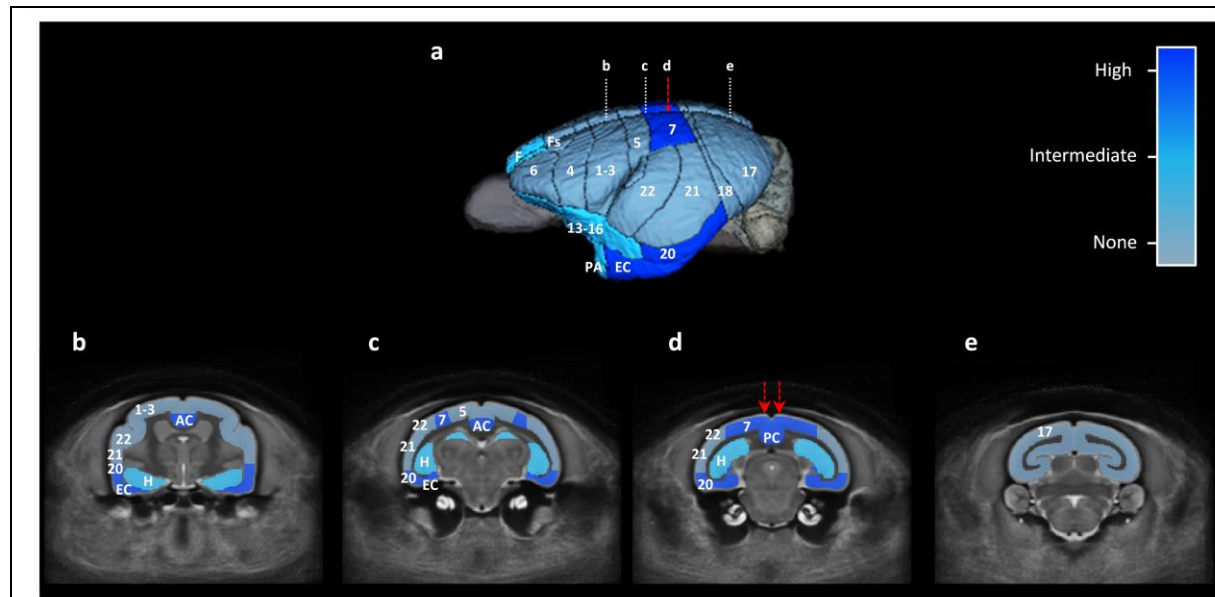 a
b c d e
High
Intermediate
None
F Fs
6 4 1-3 5 7
22 21 18 17
13-16
20
PA EC
b
1-3
AC
22
21
20
EC
H
c
7 5
22
AC
21
H
20
EC
d
7
22
PC
21
H
20
e
17